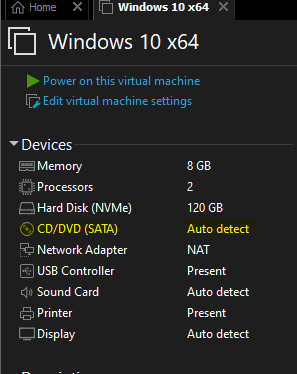 Home
Windows 10 x64
Windows 10 x64
Power on this virtual machine
Edit virtual machine settings
Devices
Memory 8 GB
Processors 2
Hard Disk (NVMe) 120 GB
CD/DVD (SATA) Auto detect
Network Adapter NAT
USB Controller Present
Sound Card Auto detect
Printer Present
Display Auto detect